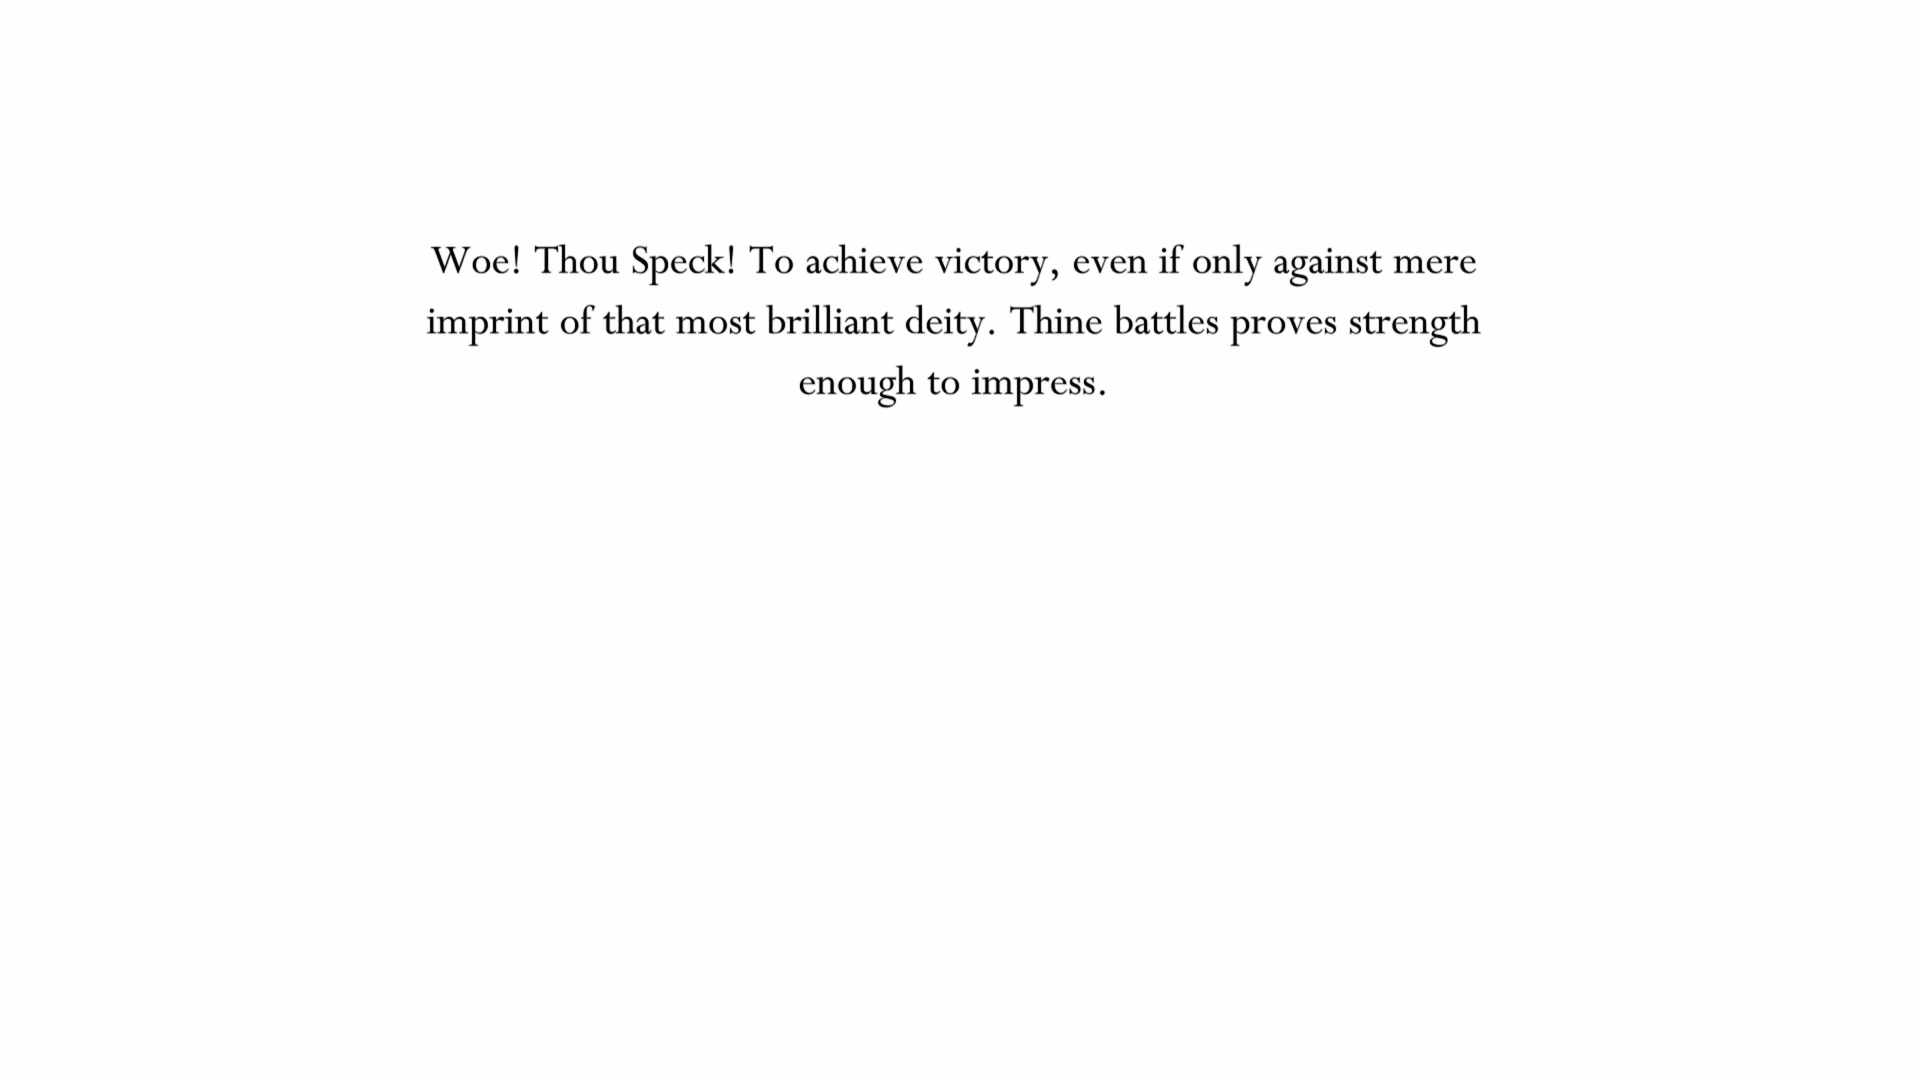 Woe! Thou Speck! To achieve victory, even if only against mere
imprint of that most brilliant deity. Thine battles proves strength
enough to impress.